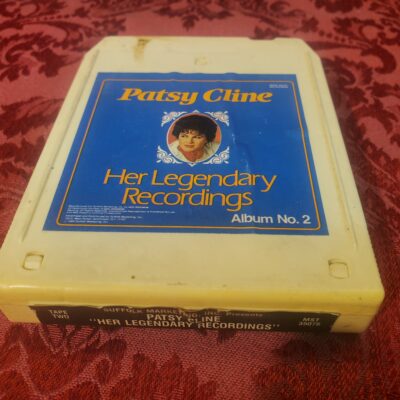 Patsy Cline
Her Legendary
Recordings
Album No. 2
TAPE
TWO
SUFFOLK MARKETING, INC. Presents
PATSY CLINE
"HER LEGENDARY RECORDINGS"
MST
35075